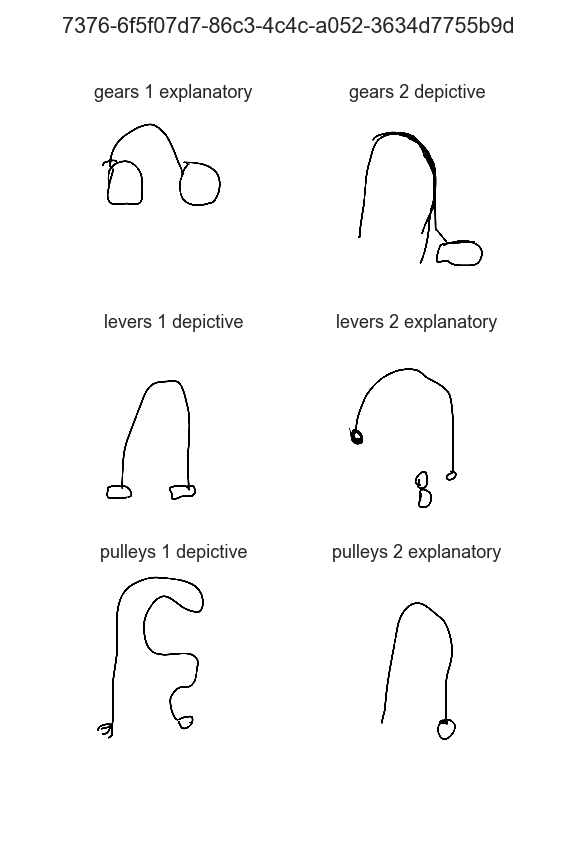 7376-6f5f07d7-86c3-4c4c-a052-3634d7755b9d
gears 1 explanatory
gears 2 depictive
levers 1 depictive
levers 2 explanatory
pulleys 1 depictive
pulleys 2 explanatory